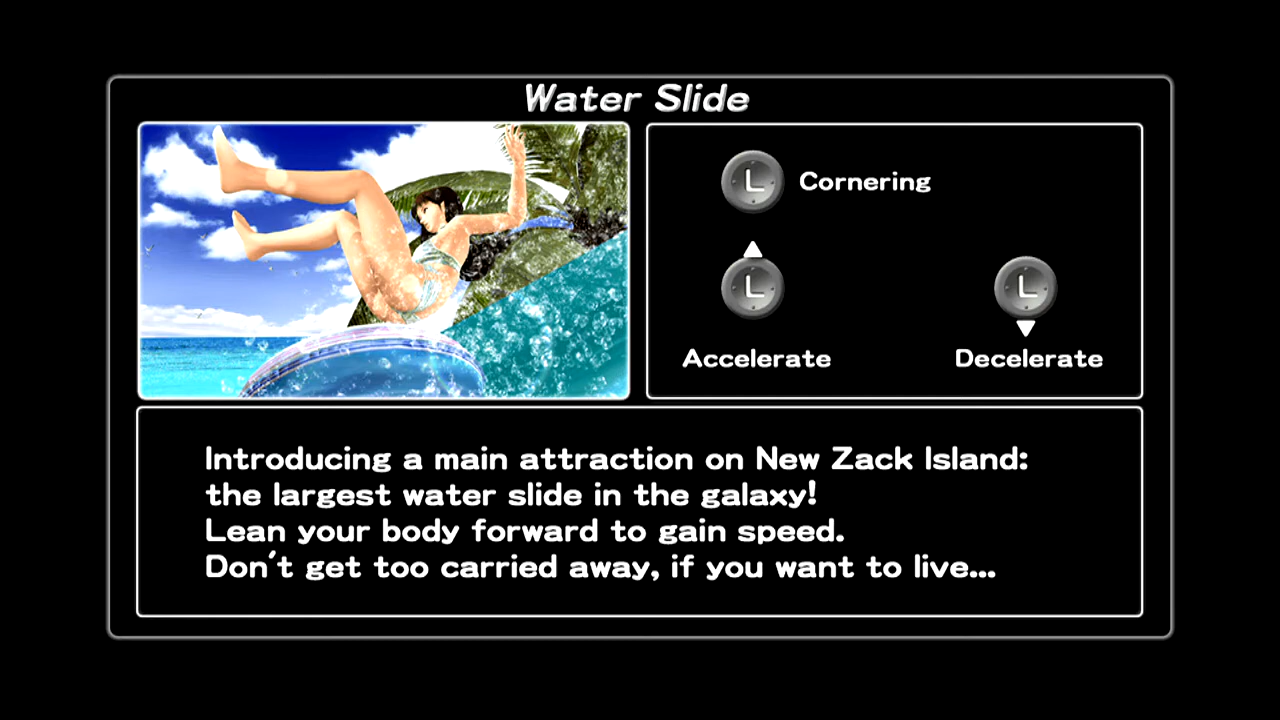 Water Slide
L Cornering
L L
Accelerate Decelerate
Introducing a main attraction on New Zack Island:
the largest water slide in the galaxy!
Lean your body forward to gain speed.
Don't get too carried away, if you want to live...